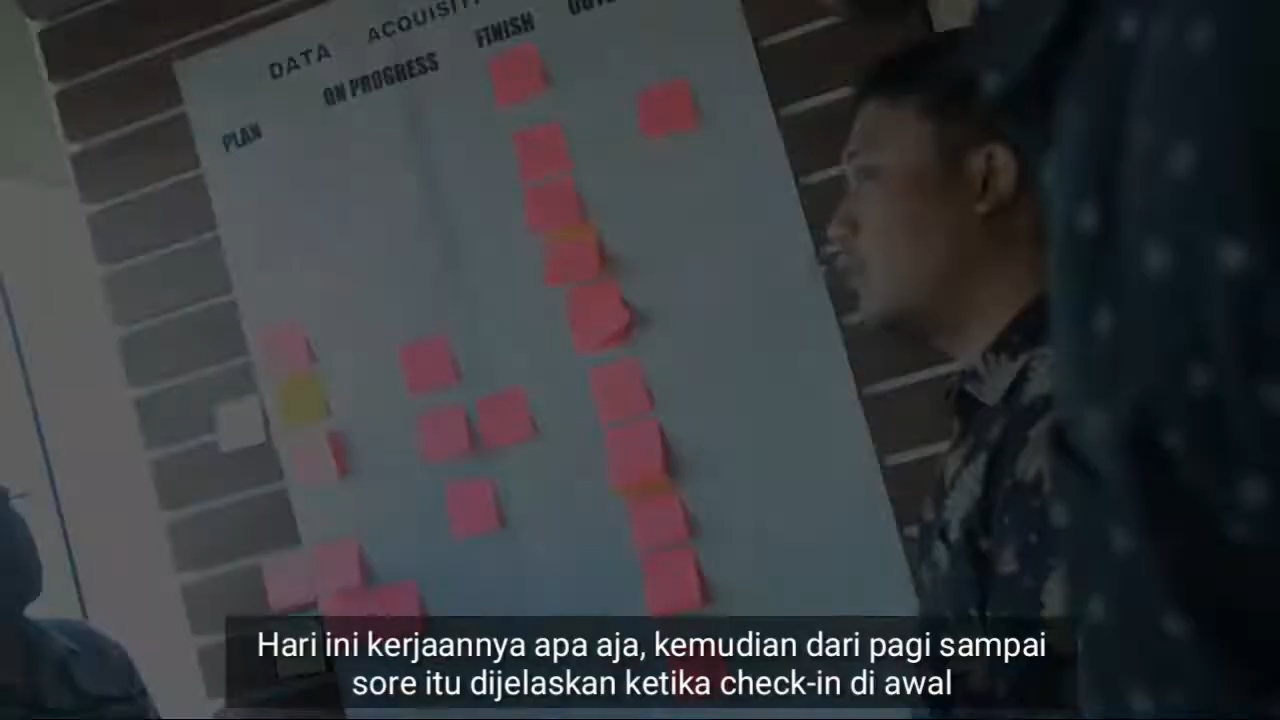 DATA ACQUISITI
PLAN
ON PROGRESS
FINISH
Hari ini kerjaannya apa aja, kemudian dari pagi sampai
sore itu dijelaskan ketika check-in di awal